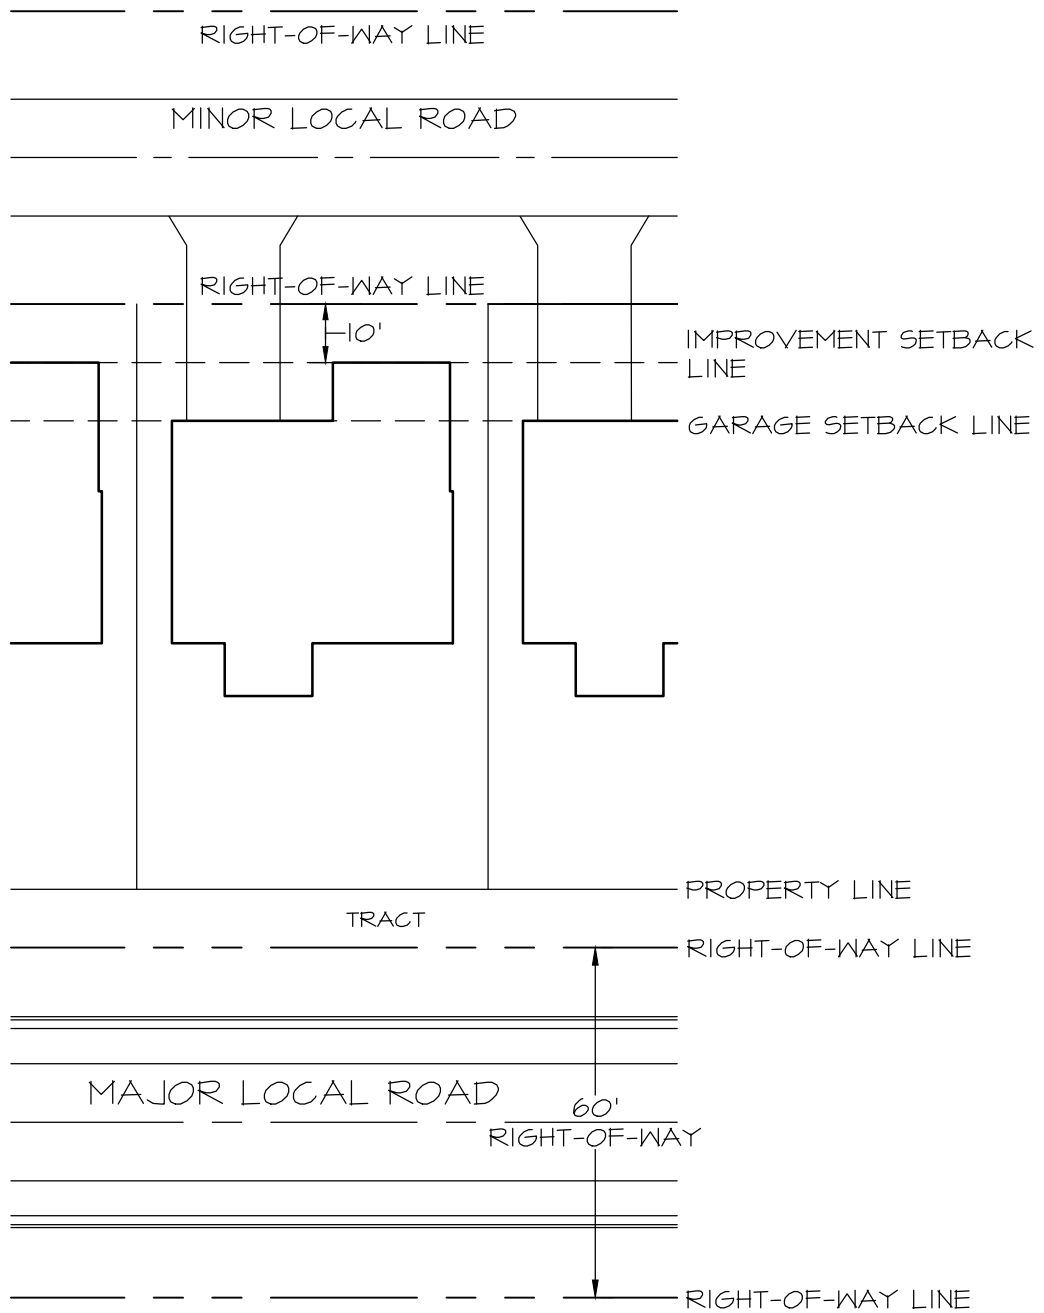 RIGHT-OF-WAY LINE
MINOR LOCAL ROAD
RIGHT-OF-WAY LINE
10'
IMPROVEMENT SETBACK
LINE
GARAGE SETBACK LINE
PROPERTY LINE
TRACT
RIGHT-OF-WAY LINE
MAJOR LOCAL ROAD
60'
RIGHT-OF-WAY
RIGHT-OF-WAY LINE